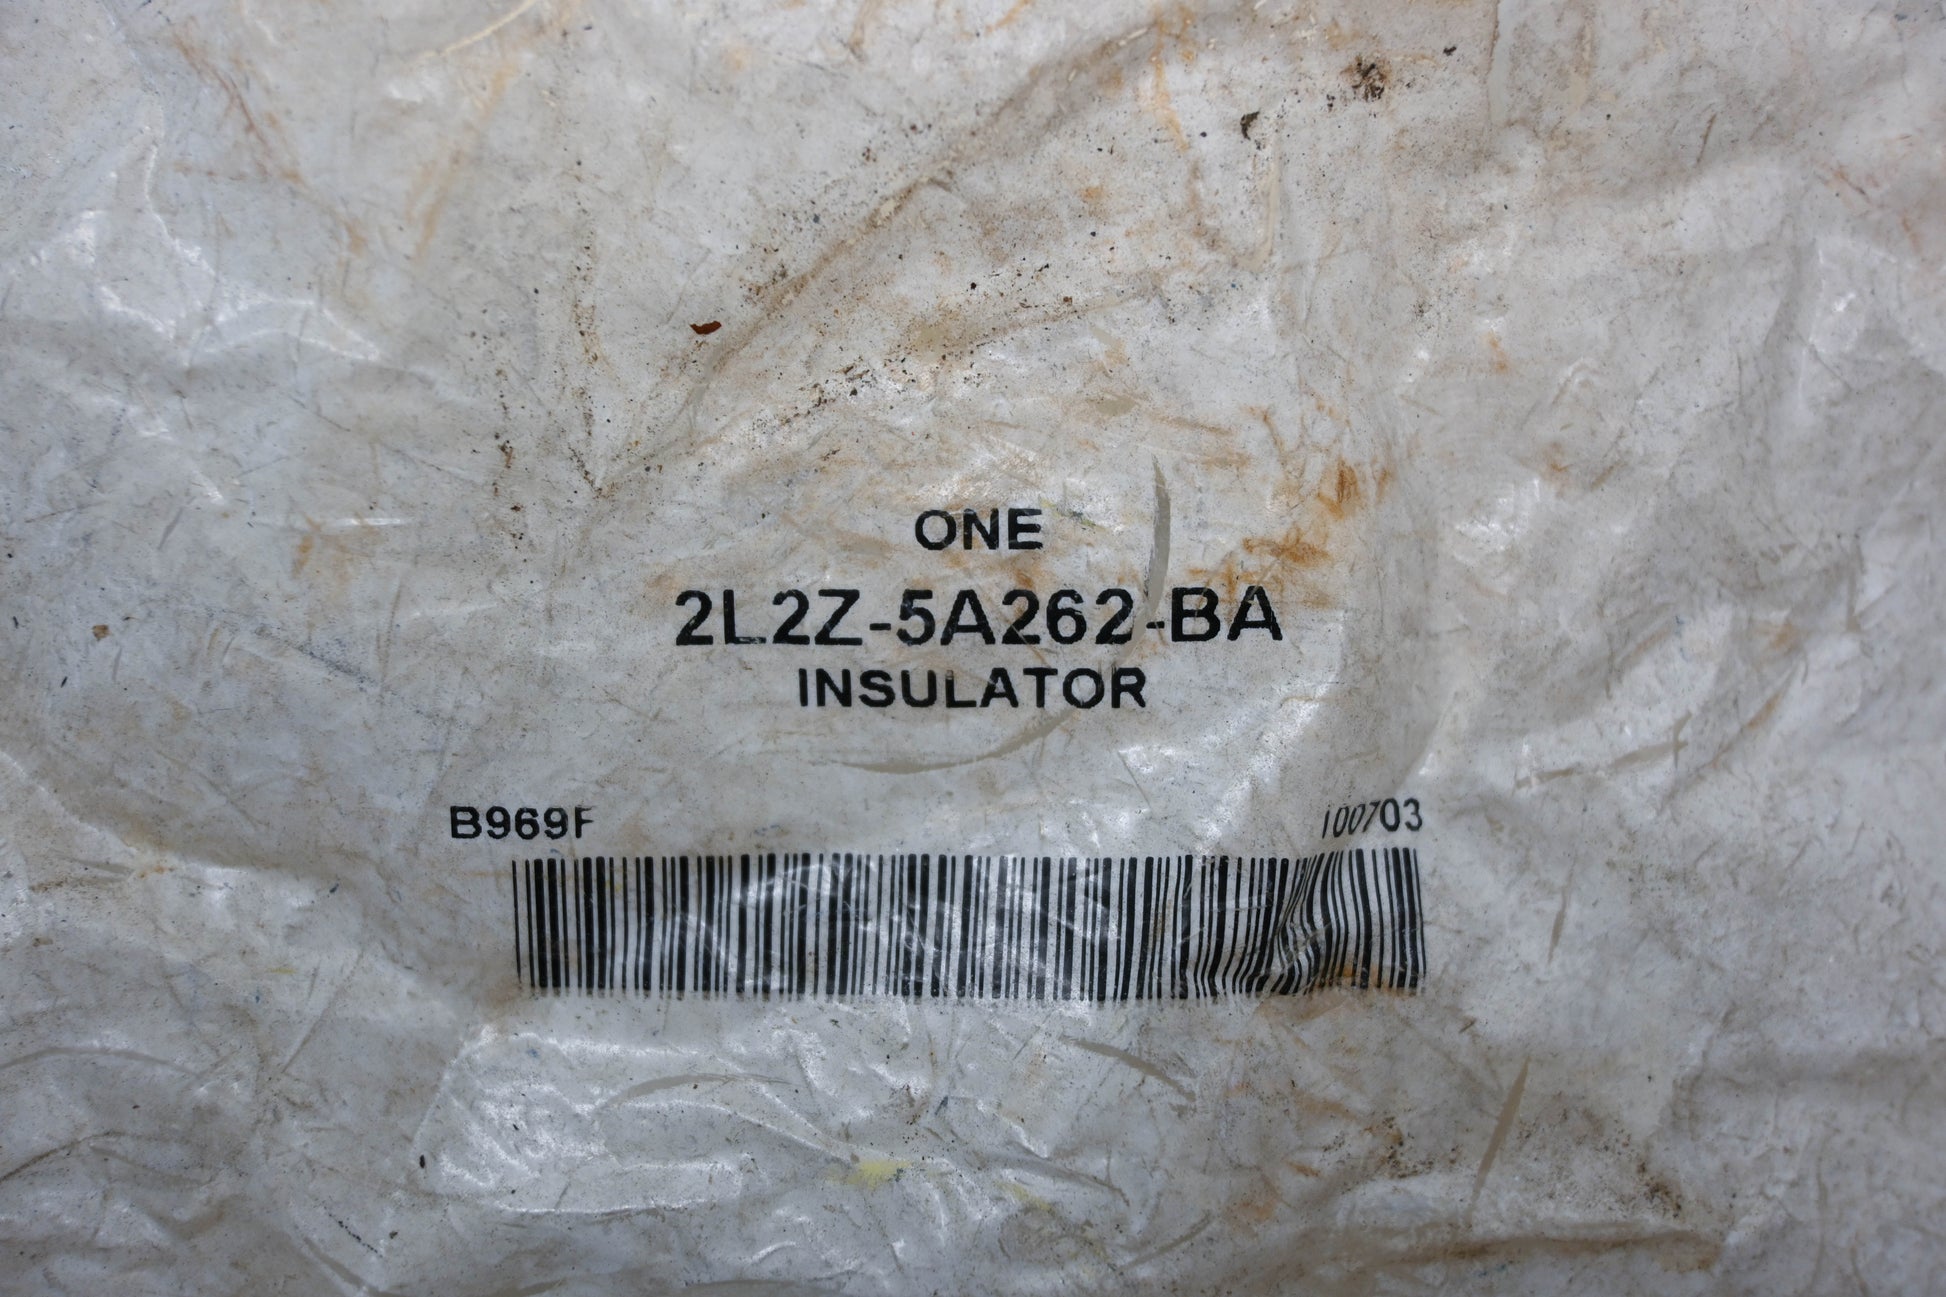 ONE
2L2Z-5A262-BA
INSULATOR
B969F 100703